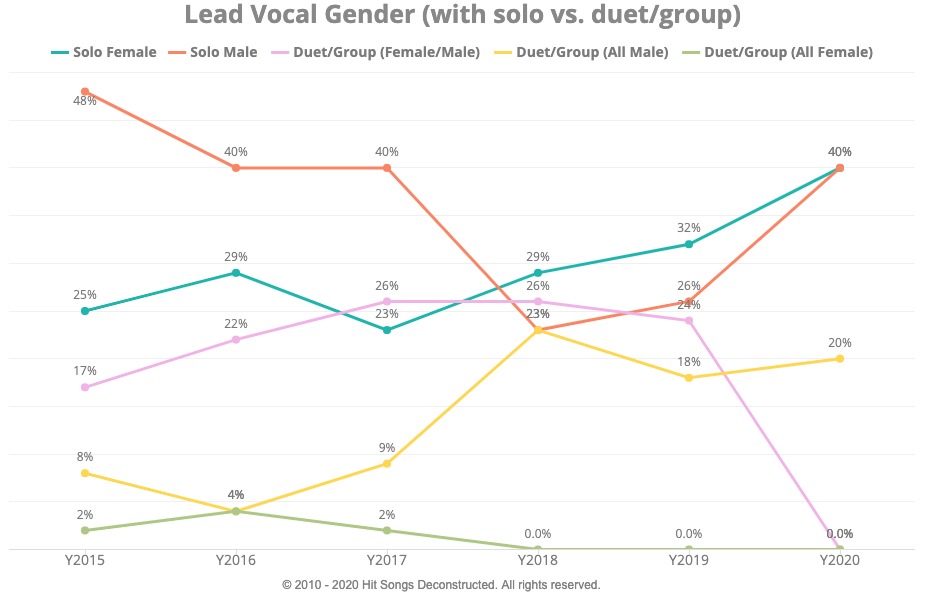 Lead Vocal Gender (with solo vs. duet/group)
Solo Female Solo Male Duet/Group (Female/Male) Duet/Group (All Male) Duet/Group (All Female)
48%
40% 40% 40%
32%
29% 29%
25% 26% 26% 26%
24%
22% 23% 23%
20%
17% 18%
8% 9%
4%
2% 2%
0.0% 0.0% 0.0%
Y2015 Y2016 Y2017 Y2018 Y2019 Y2020
© 2010 - 2020 Hit Songs Deconstructed. All rights reserved.